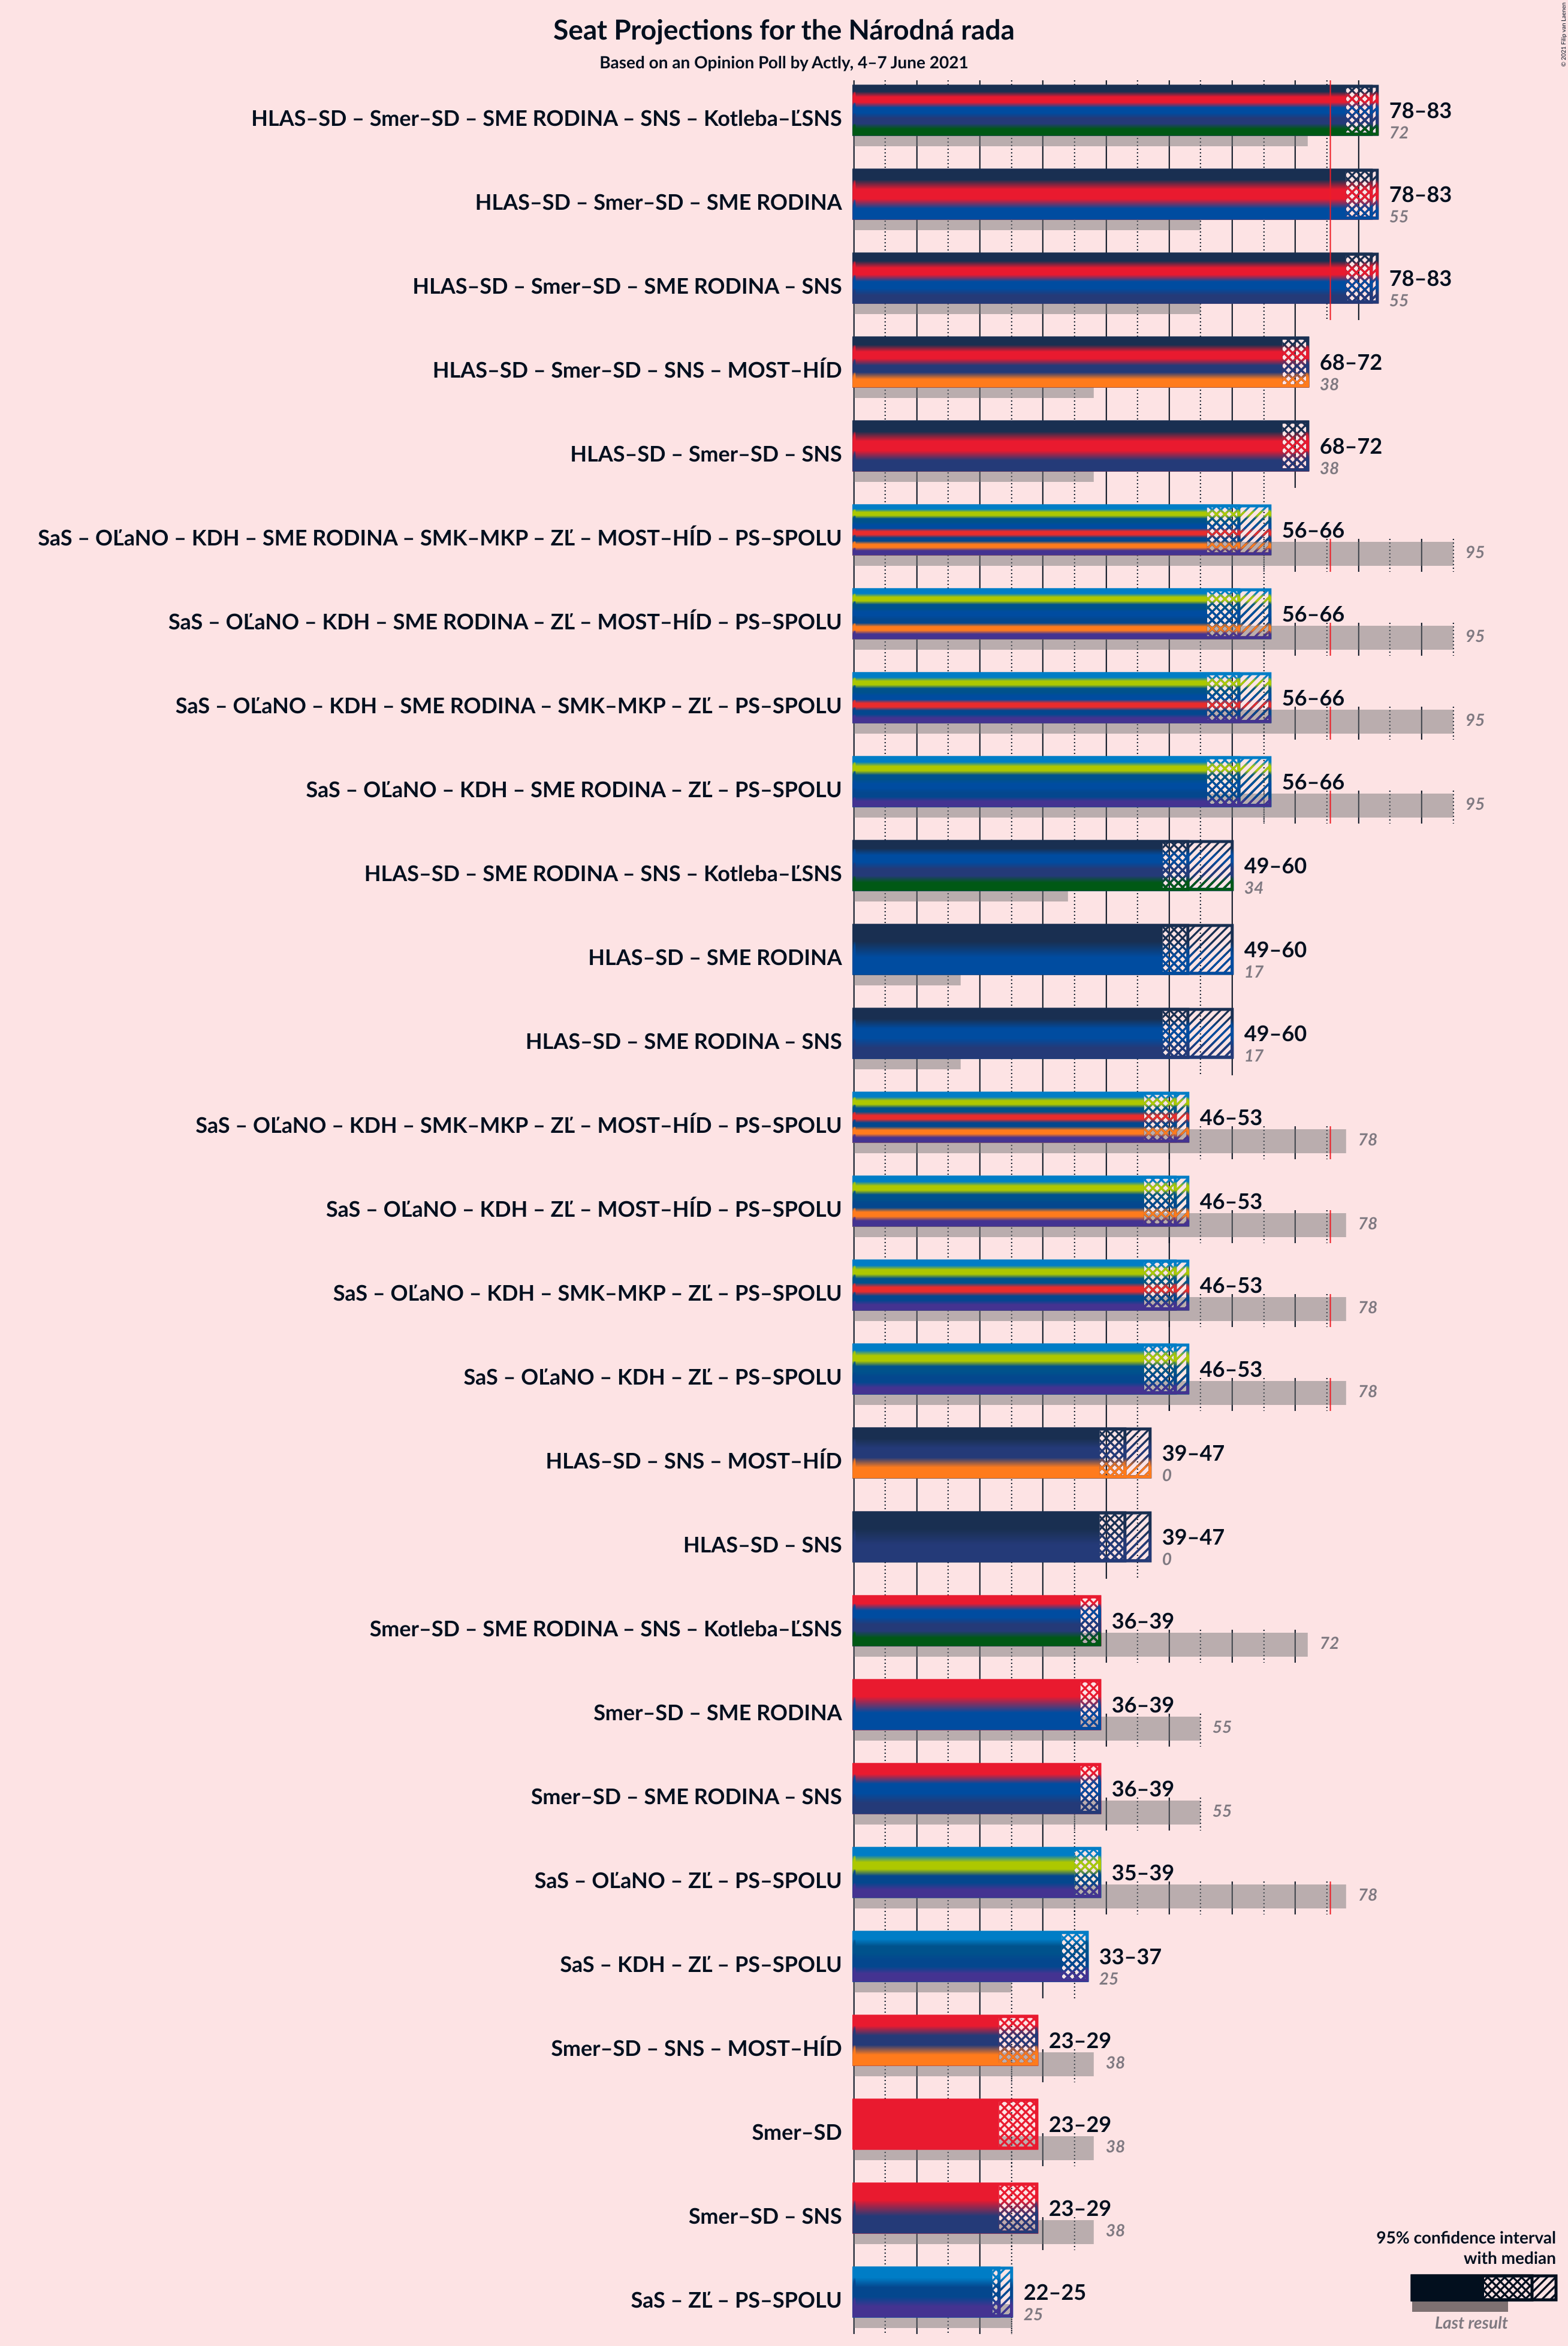 Seat Projections for the Národná rada
Based on an Opinion Poll by Actly, 4–7 June 2021
© 2021 Filip van Laenen
HLAS–SD – Smer–SD – SME RODINA – SNS – Kotleba–ĽSNS
78–83
72
HLAS–SD – Smer–SD – SME RODINA
78–83
55
HLAS–SD – Smer–SD – SME RODINA – SNS
78–83
55
HLAS–SD – Smer–SD – SNS – MOST–HÍD
68–72
38
HLAS–SD – Smer–SD – SNS
68–72
38
SaS – OĽaNO – KDH – SME RODINA – SMK–MKP – ZĽ – MOST–HÍD – PS–SPOLU
56–66
95
SaS – OĽaNO – KDH – SME RODINA – ZĽ – MOST–HÍD – PS–SPOLU
56–66
95
SaS – OĽaNO – KDH – SME RODINA – SMK–MKP – ZĽ – PS–SPOLU
56–66
95
SaS – OĽaNO – KDH – SME RODINA – ZĽ – PS–SPOLU
56–66
95
HLAS–SD – SME RODINA – SNS – Kotleba–ĽSNS
49–60
34
HLAS–SD – SME RODINA
49–60
17
HLAS–SD – SME RODINA – SNS
49–60
17
SaS – OĽaNO – KDH – SMK–MKP – ZĽ – MOST–HÍD – PS–SPOLU
46–53
78
SaS – OĽaNO – KDH – ZĽ – MOST–HÍD – PS–SPOLU
46–53
78
SaS – OĽaNO – KDH – SMK–MKP – ZĽ – PS–SPOLU
46–53
78
SaS – OĽaNO – KDH – ZĽ – PS–SPOLU
46–53
78
HLAS–SD – SNS – MOST–HÍD
39–47
0
HLAS–SD – SNS
39–47
0
Smer–SD – SME RODINA – SNS – Kotleba–ĽSNS
36–39
72
Smer–SD – SME RODINA
36–39
55
Smer–SD – SME RODINA – SNS
36–39
55
SaS – OĽaNO – ZĽ – PS–SPOLU
35–39
78
SaS – KDH – ZĽ – PS–SPOLU
33–37
25
Smer–SD – SNS – MOST–HÍD
23–29
38
Smer–SD
23–29
38
Smer–SD – SNS
23–29
38
SaS – ZĽ – PS–SPOLU
22–25
25
95% confidence interval
with median
Last result